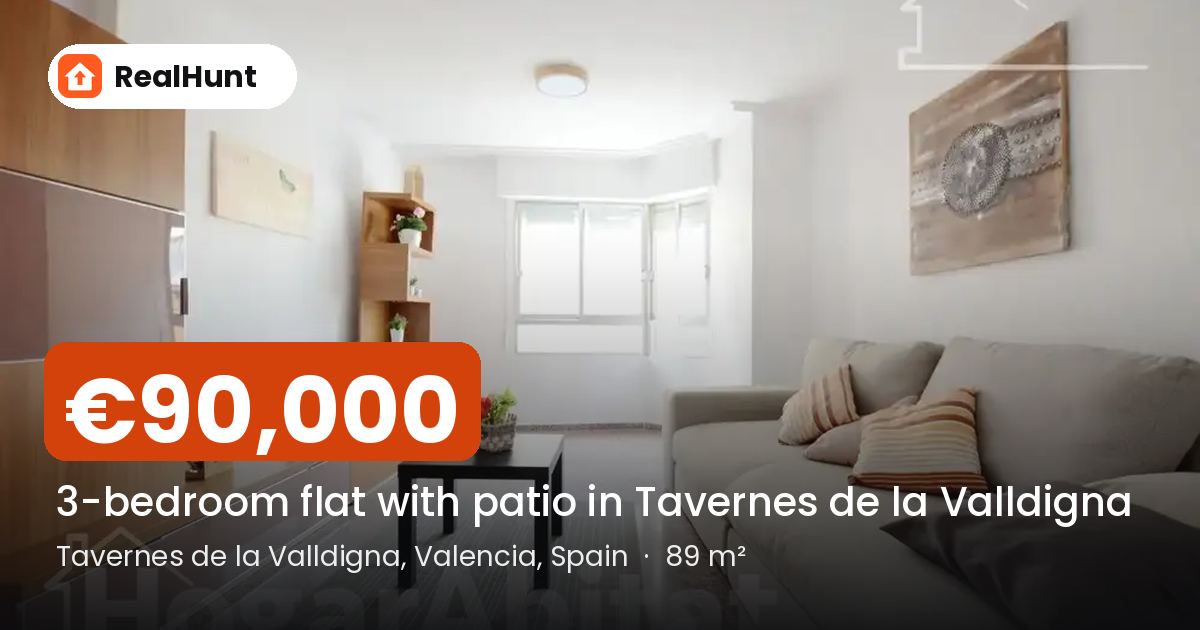 RealHunt
€90,000
3-bedroom flat with patio in Tavernes de la Valldigna
Tavernes de la Valldigna, Valencia, Spain · 89 m²
HogarAbitat